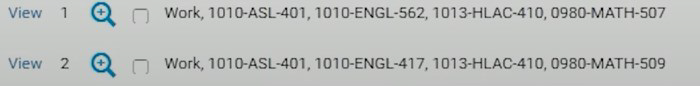 View 1 Work, 1010-ASL-401, 1010-ENGL-562, 1013-HLAC-410, 0980-MATH-507
View 2 Work, 1010-ASL-401, 1010-ENGL-417, 1013-HLAC-410, 0980-MATH-509